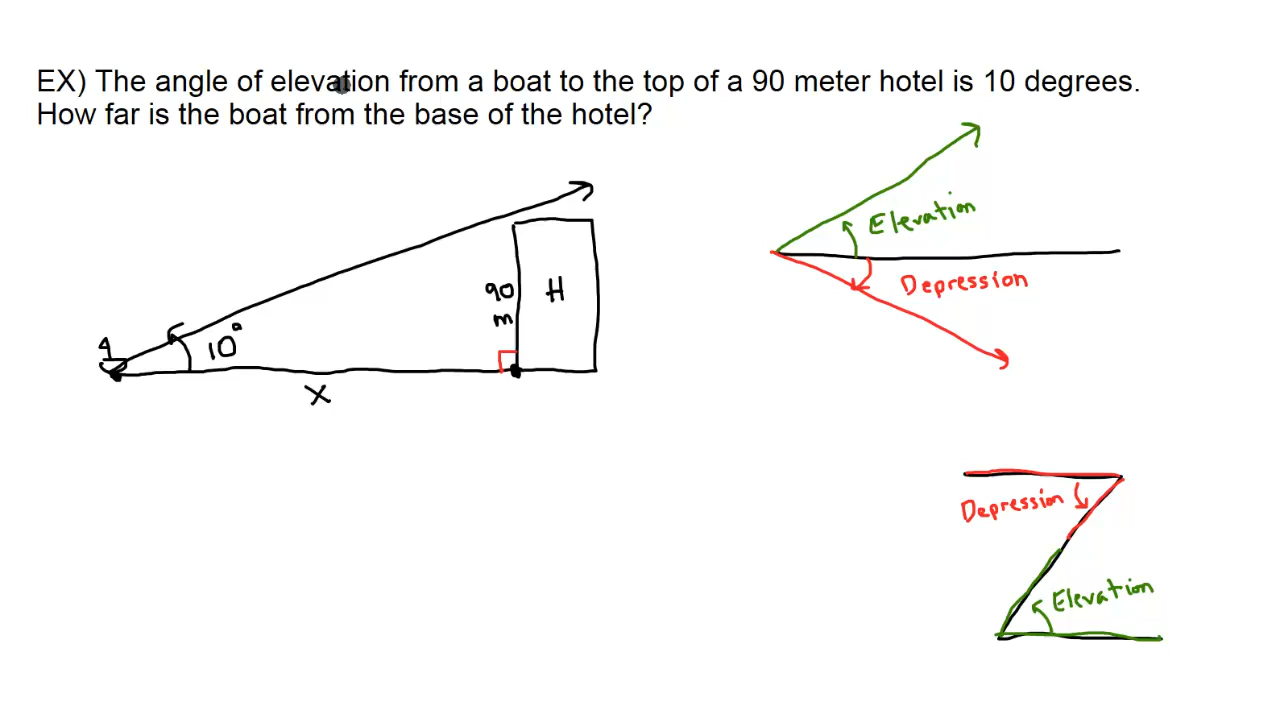 EX) The angle of elevation from a boat to the top of a 90 meter hotel is 10 degrees.
How far is the boat from the base of the hotel?
Elevation
Depression
90
m
H
10°
x
Depression
Elevation